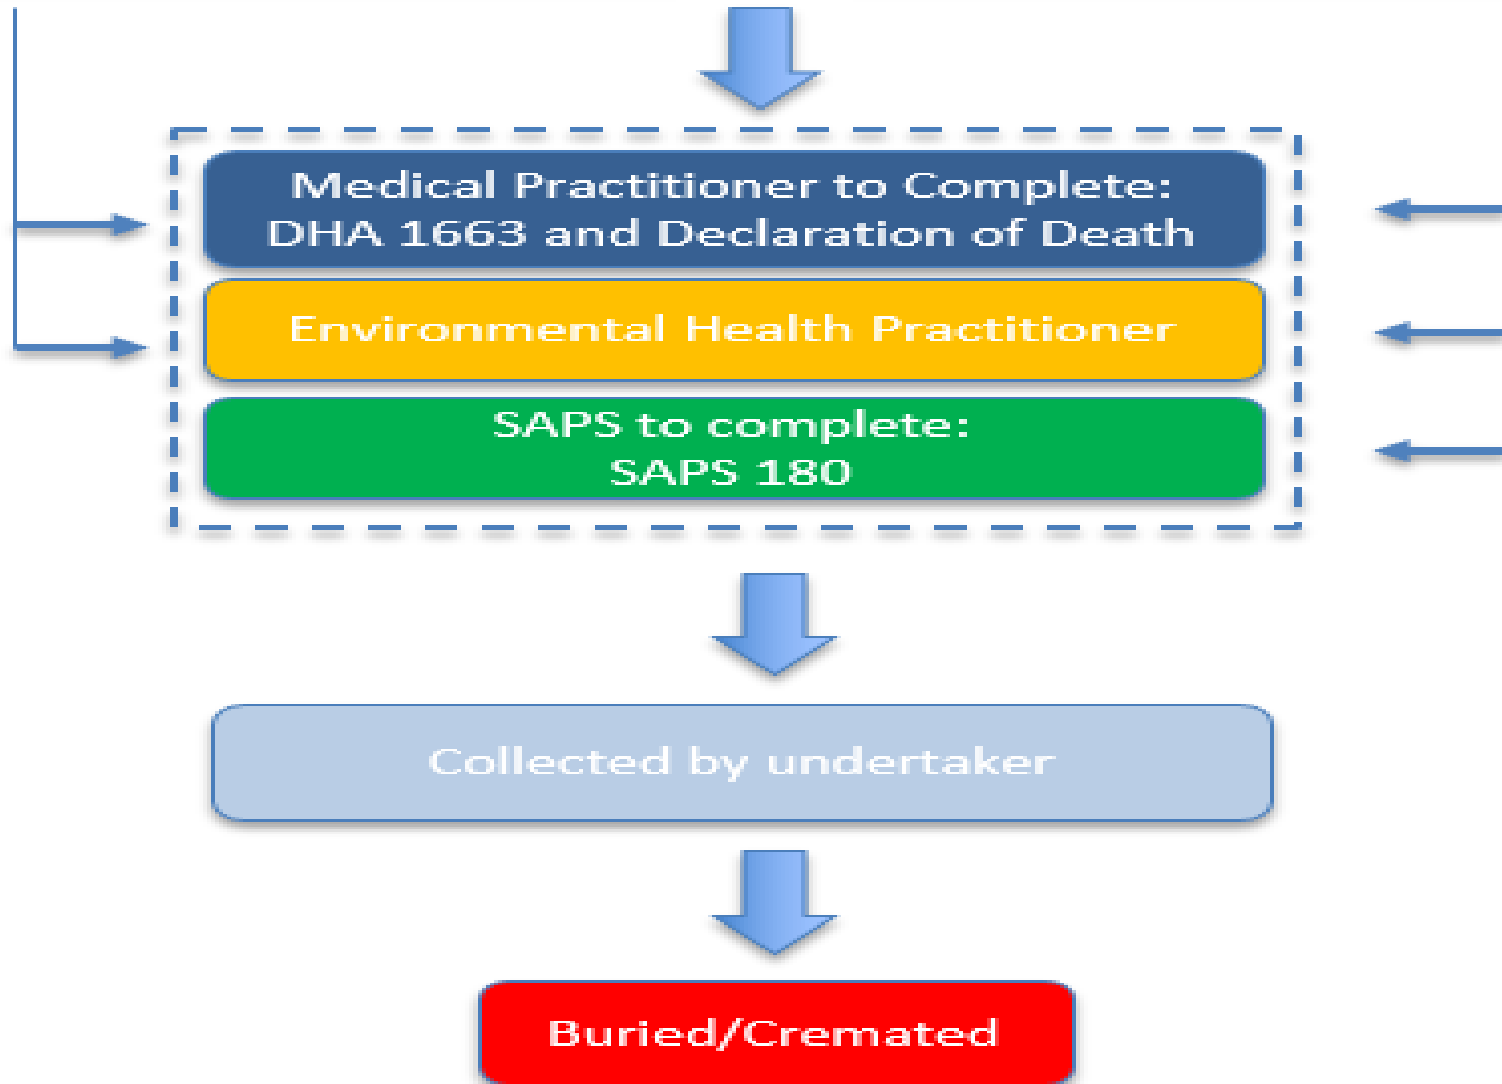 Medical Practitioner to Complete:
DHA 1663 and Declaration of Death
Environmental Health Practitioner
SAPS to complete:
SAPS 180
Collected by undertaker
Buried/Cremated